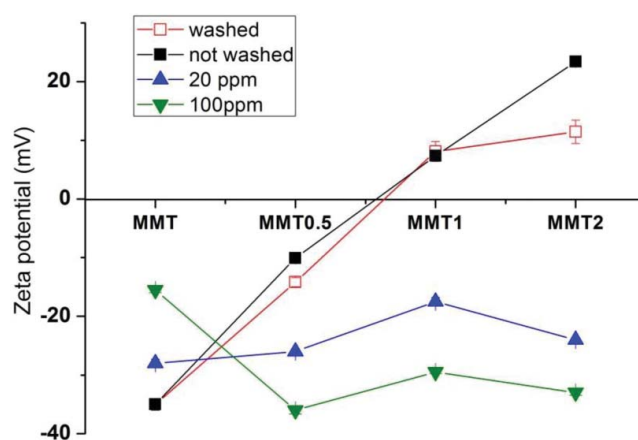 washed
not washed
20 ppm
100ppm
Zeta potential (mV)
20
0
-20
-40
MMT
MMT0.5
MMT1
MMT2